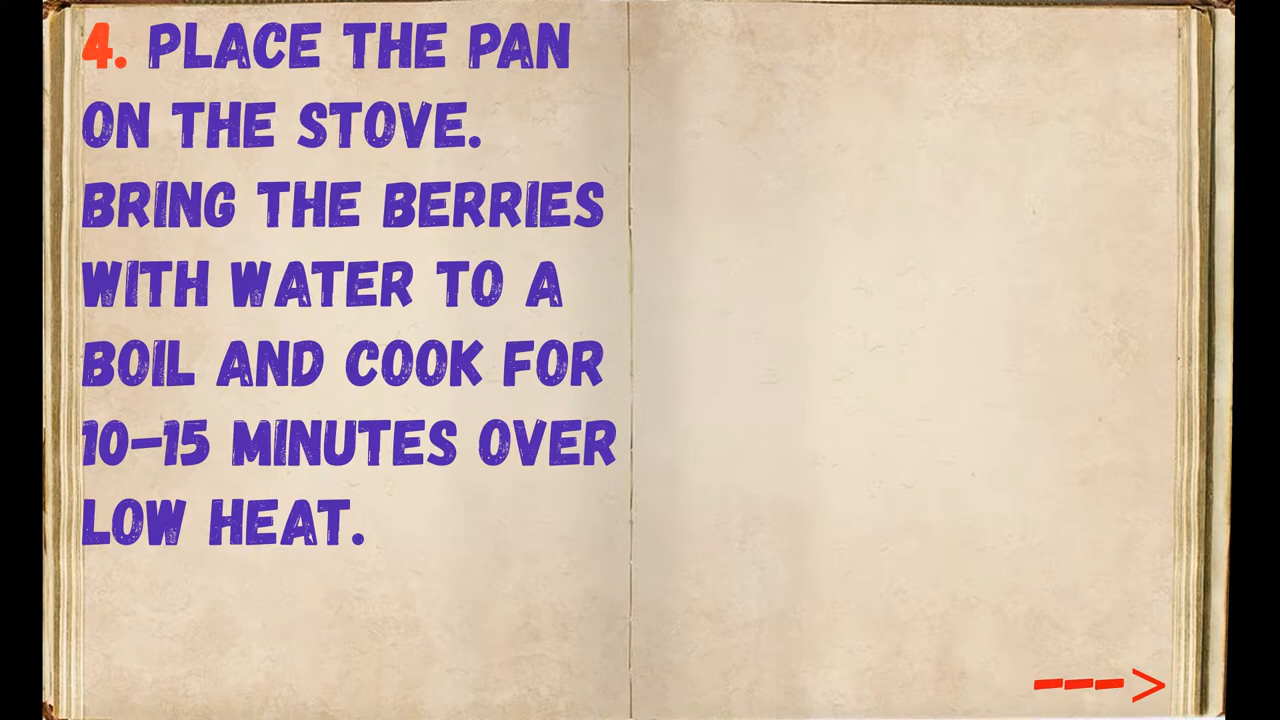 4. PLACE THE PAN
ON THE STOVE.
BRING THE BERRIES
WITH WATER TO A
BOIL AND COOK FOR
10–15 MINUTES OVER
LOW HEAT.
--->